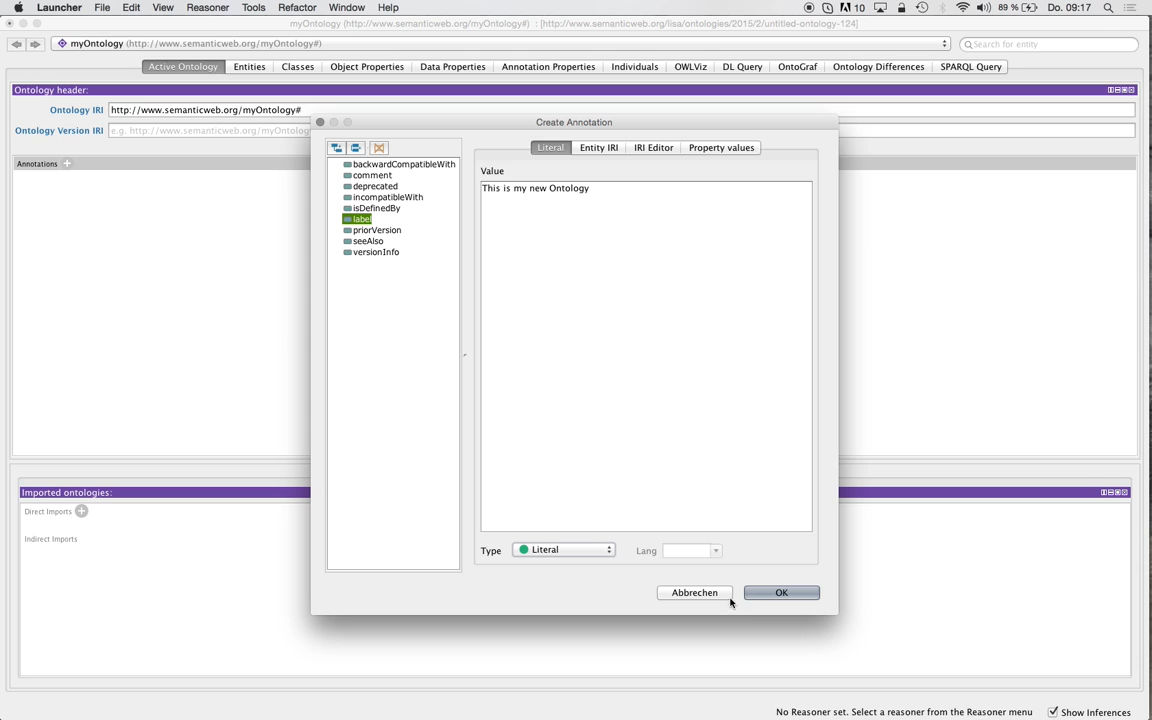 Launcher File Edit View Reasoner Tools Refactor Window Help 10 89 % Do. 09:17
myOntology (http://www.semanticweb.org/myOntology#) : [http://www.semanticweb.org/lisa/ontologies/2015/2/untitled-ontology-124]
myOntology (http://www.semanticweb.org/myOntology#) Search for entity
Active Ontology Entities Classes Object Properties Data Properties Annotation Properties Individuals OWLViz DL Query OntoGraf Ontology Differences SPARQL Query
Ontology header:
Ontology IRI http://www.semanticweb.org/myOntology#
Ontology Version IRI e.g. http://www.semanticweb.org/myOntolog
Annotations
Create Annotation
Literal Entity IRI IRI Editor Property values
backwardCompatibleWith
comment
deprecated
incompatibleWith
isDefinedBy
label
priorVersion
seeAlso
versionInfo
Value
This is my new Ontology
Type Literal Lang
Abbrechen OK
Imported ontologies:
Direct Imports
Indirect Imports
No Reasoner set. Select a reasoner from the Reasoner menu Show Inferences